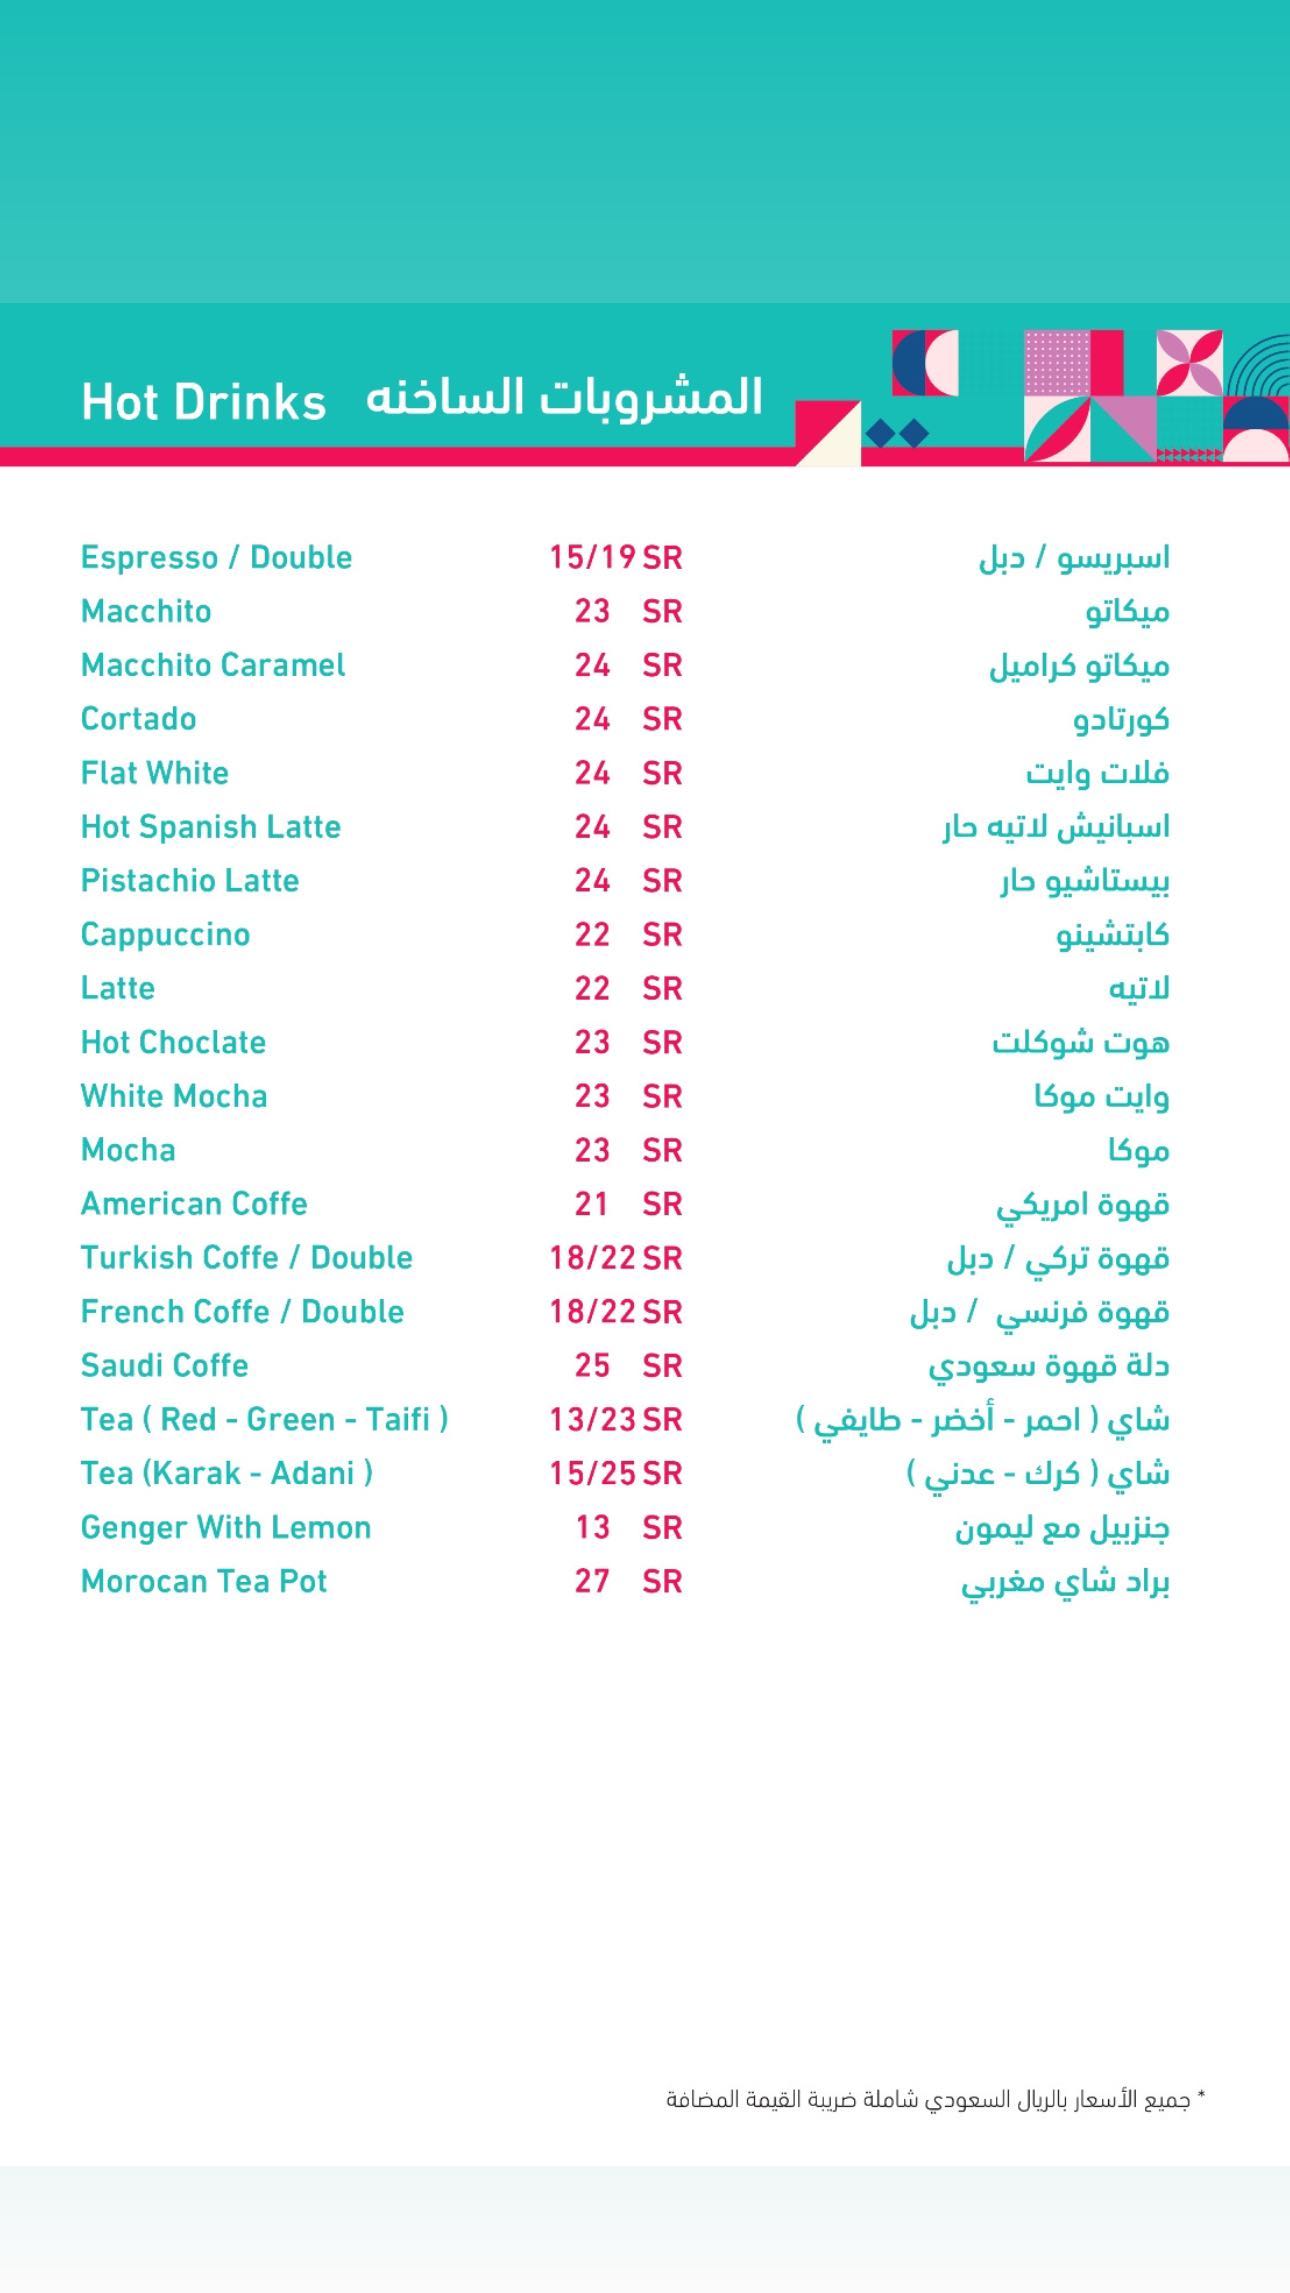 Hot Drinks المشروبات الساخنه
Espresso / Double 15/19 SR اسبريسو / دبل
Macchito 23 SR ميكاتو
Macchito Caramel 24 SR ميكاتو كراميل
Cortado 24 SR كورتادو
Flat White 24 SR فلات وايت
Hot Spanish Latte 24 SR اسبانيش لاتيه حار
Pistachio Latte 24 SR بيستاشيو حار
Cappuccino 22 SR كابتشينو
Latte 22 SR لاتيه
Hot Choclate 23 SR هوت شوكلت
White Mocha 23 SR وايت موكا
Mocha 23 SR موكا
American Coffe 21 SR قهوة امريكي
Turkish Coffe / Double 18/22 SR قهوة تركي / دبل
French Coffe / Double 18/22 SR قهوة فرنسي / دبل
Saudi Coffe 25 SR دلة قهوة سعودي
Tea ( Red - Green - Taifi ) 13/23 SR شاي ( احمر - أخضر - طايفي )
Tea (Karak - Adani ) 15/25 SR شاي ( كرك - عدني )
Genger With Lemon 13 SR جنزبيل مع ليمون
Morocan Tea Pot 27 SR براد شاي مغربي
* جميع الأسعار بالريال السعودي شاملة ضريبة القيمة المضافة